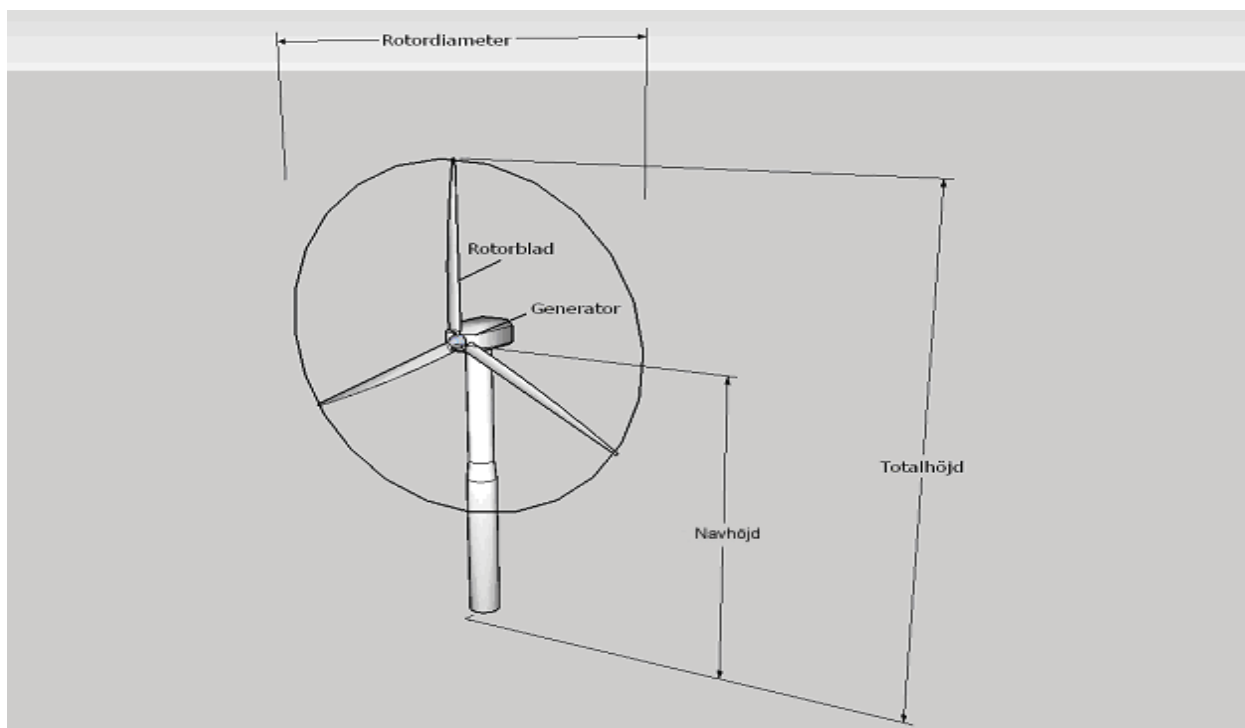 Rotordiameter
Rotorblad
Generator
Totalhöjd
Navhöjd